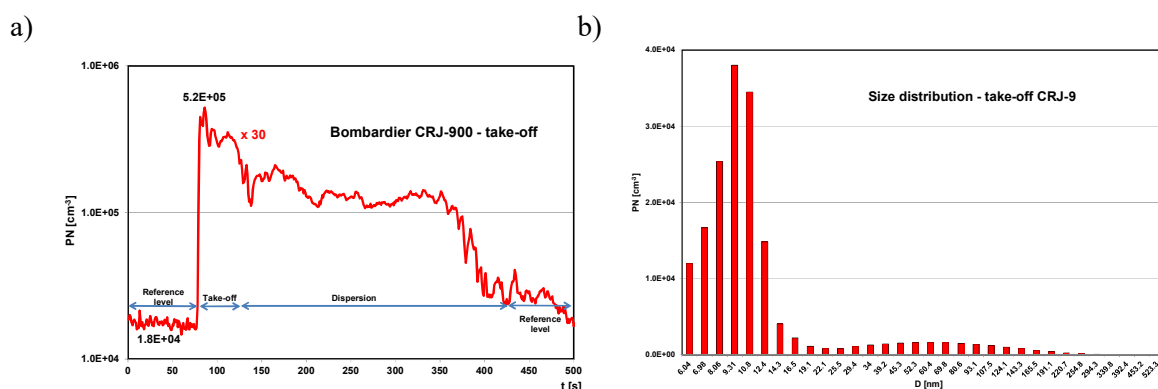 a)
b)
1.0E+06
5.2E+05
x 30
Bombardier CRJ-900 - take-off
PN [cm-3]
1.0E+05
Reference
level
Take-off
Dispersion
Reference
level
1.8E+04
1.0E+04
0
50
100
150
200
250
300
350
400
450
500
t [s]
4.0E+04
Size distribution - take-off CRJ-9
3.0E+04
PN [cm-3]
2.0E+04
1.0E+04
0.0E+00
6.04
6.98
8.06
9.31
10.8
12.4
14.3
16.5
19.1
22.1
25.5
29.4
34
39.2
45.3
52.3
60.4
69.8
80.6
93.1
107.5
124.1
143.3
165.5
191.1
220.7
254.8
294.3
339.8
392.4
453.2
523.3
D [nm]